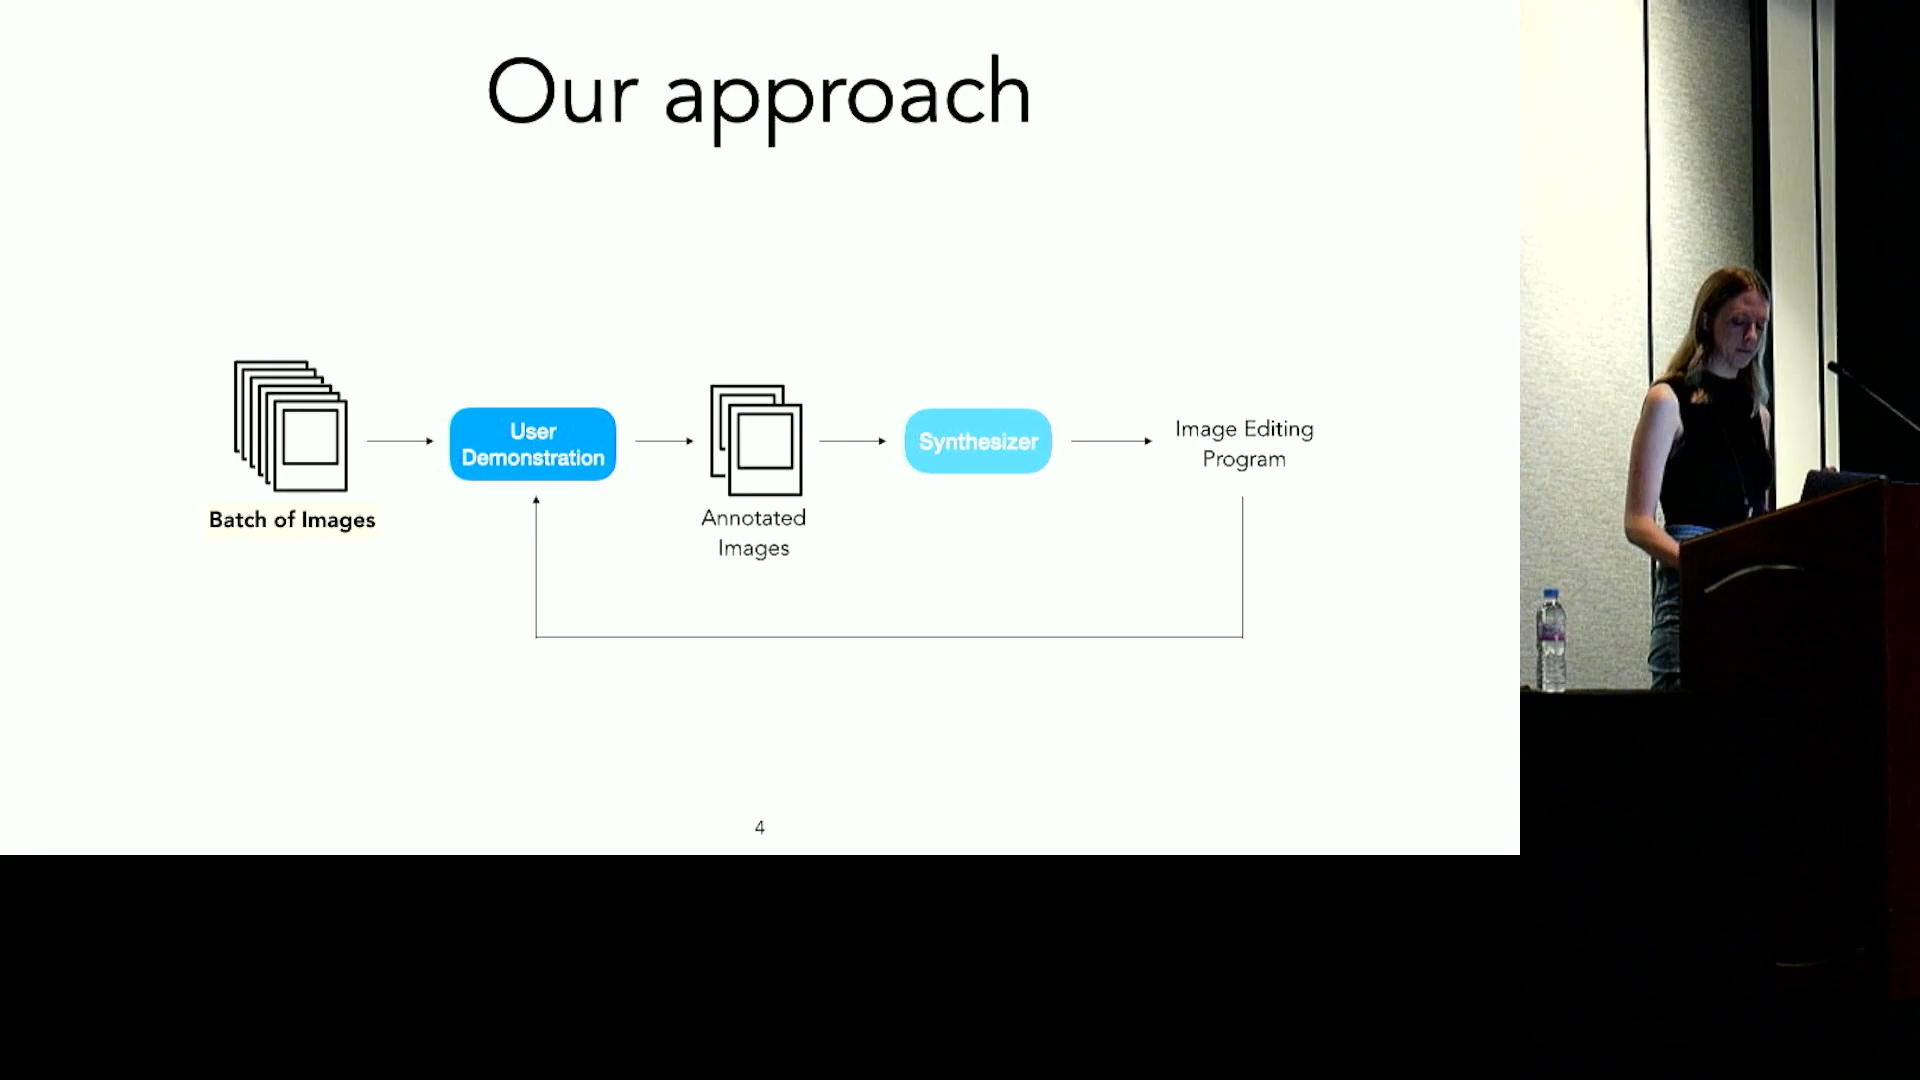 Our approach
User
Demonstration
Synthesizer
Image Editing
Program
Batch of Images
Annotated
Images
4